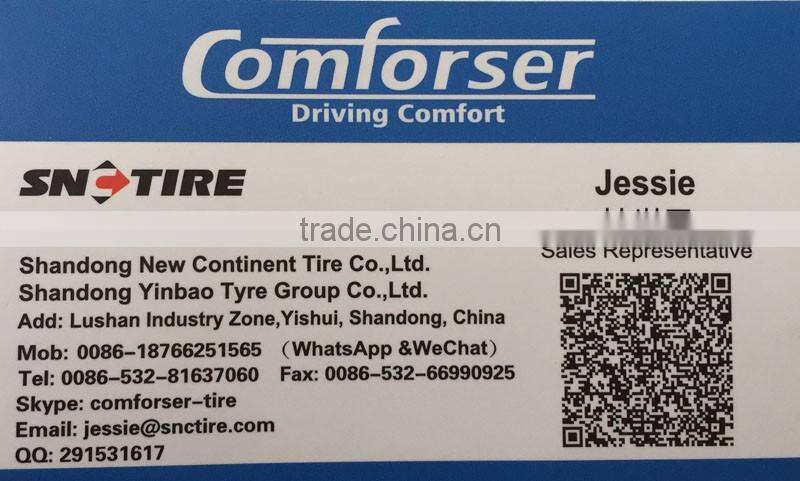 Comforser
Driving Comfort
SNCTIRE
Jessie
trade.china.cn
Sales Representative
Shandong New Continent Tire Co.,Ltd.
Shandong Yinbao Tyre Group Co.,Ltd.
Add: Lushan Industry Zone,Yishui, Shandong, China
Mob: 0086-18766251565 （WhatsApp &WeChat）
Tel: 0086-532-81637060 Fax: 0086-532-66990925
Skype: comforser-tire
Email: jessie@snctire.com
QQ: 291531617